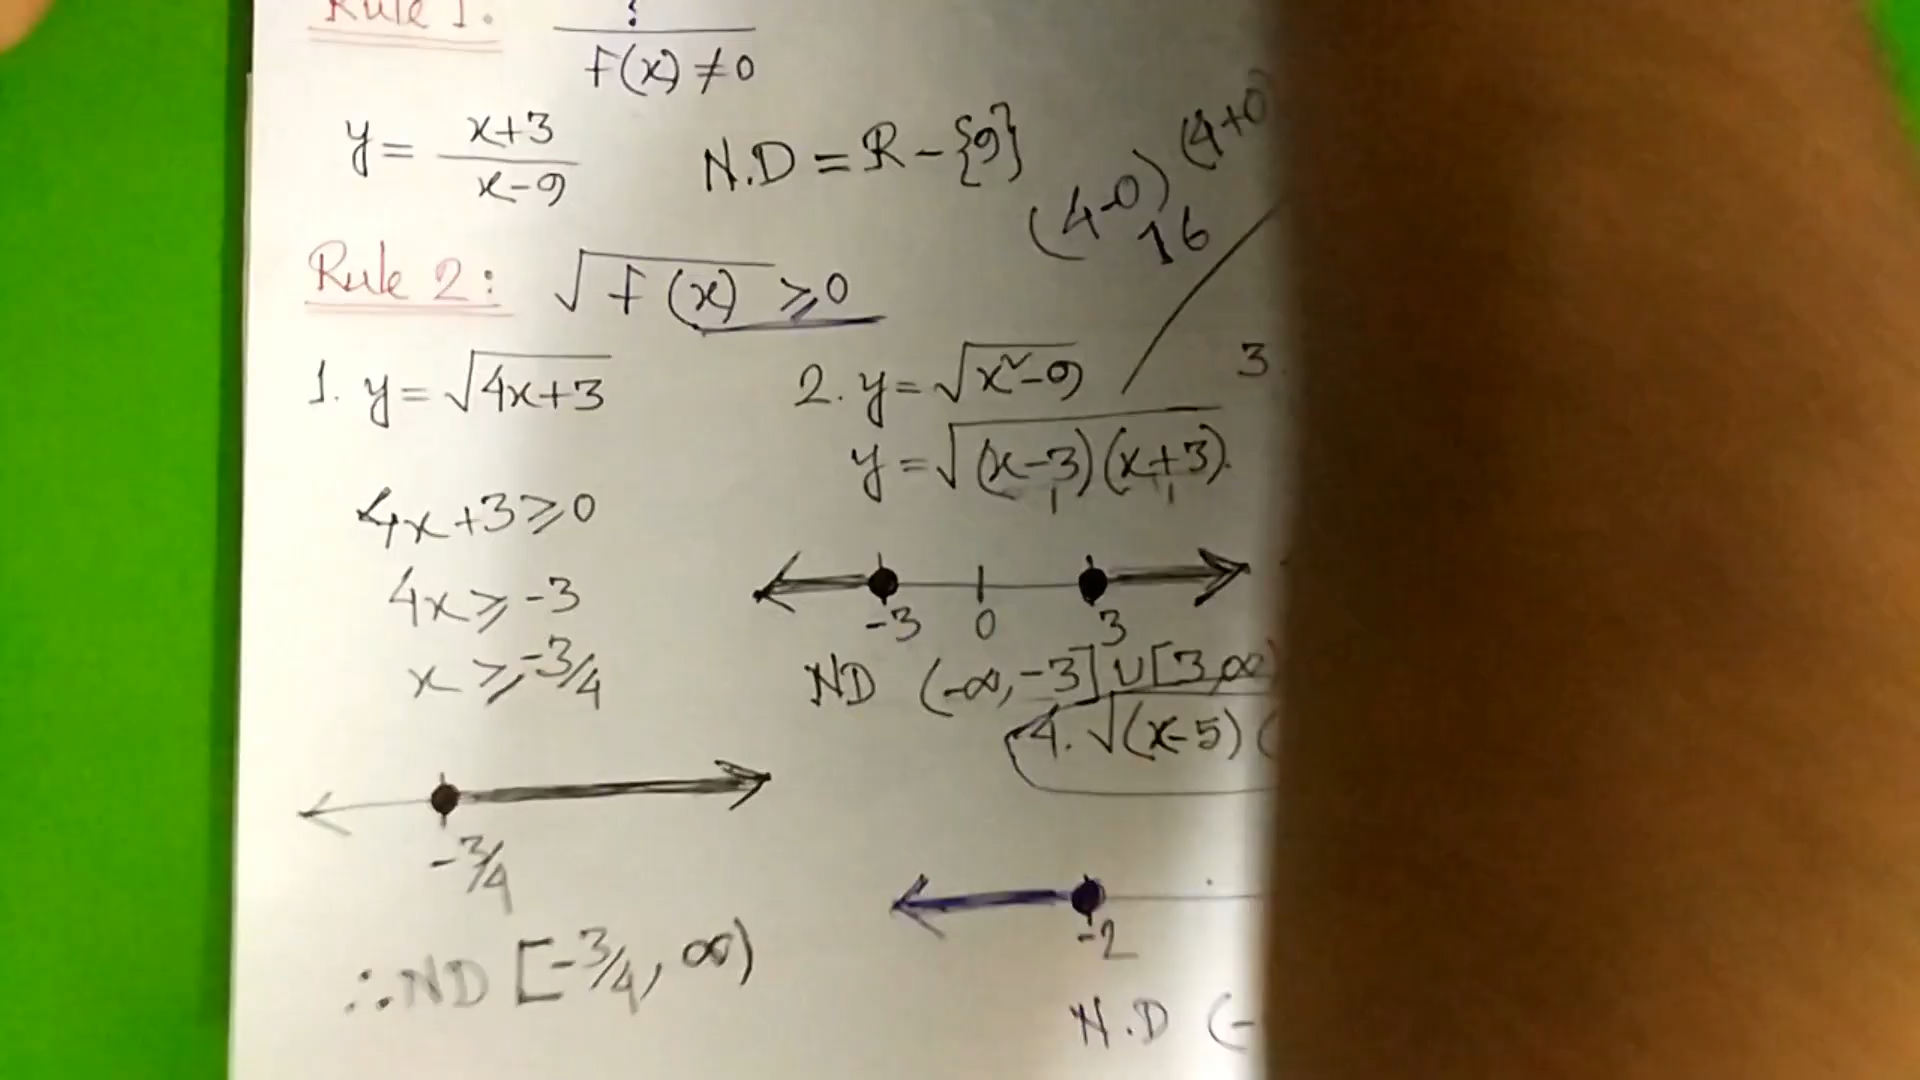 Rule 1.
?
F(x) ≠ 0
y = x+3 / x-9
N.D = R - {9}
(4-0) (4+0)
16
Rule 2: √F(x) ≥ 0
1. y = √4x+3
4x+3 ≥ 0
4x ≥ -3
x ≥ -3/4
-3/4
∴ ND [-3/4, ∞)
2. y = √x²-9
y = √(x-3)(x+3)
-3 0 3
ND (-∞, -3] ∪ [3, ∞)
3.
4. √(x-5) (
-2
N.D (-